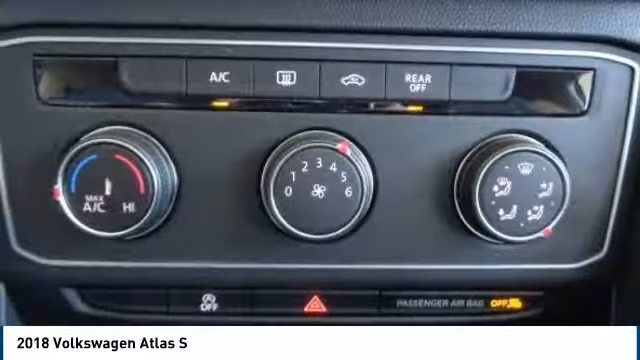 A/C
REAR
OFF
0 1 2 3 4 5 6
MAX
A/C
HI
OFF
PASSENGER AIR BAG OFF
2018 Volkswagen Atlas S